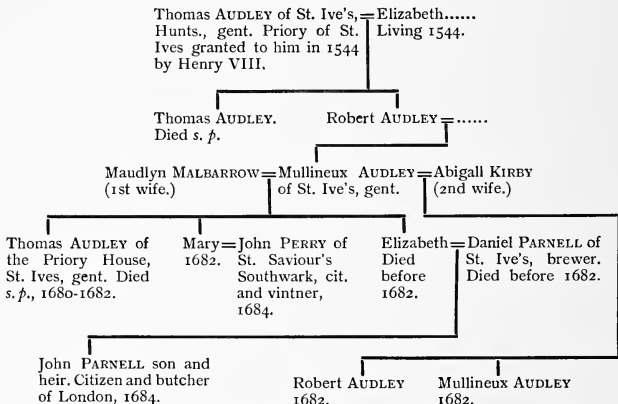 Thomas AUDLEY of St. Ive's, = Elizabeth......
Hunts., gent. Priory of St. Living 1544.
Ives granted to him in 1544
by Henry VIII.
Thomas AUDLEY. Robert AUDLEY = ......
Died s. p.
Maudlyn MALBARROW = Mullineux AUDLEY = Abigall KIRBY
(1st wife.) of St. Ive's, gent. (2nd wife.)
Thomas AUDLEY of
the Priory House,
St. Ives, gent. Died
s. p., 1680-1682.
Mary = John PERRY of
1682. St. Saviour's
Southwark, cit.
and vintner,
1684.
Elizabeth = Daniel PARNELL of
Died St. Ive's, brewer.
before Died before 1682.
1682.
John PARNELL son and
heir. Citizen and butcher
of London, 1684.
Robert AUDLEY Mullineux AUDLEY
1682. 1682.